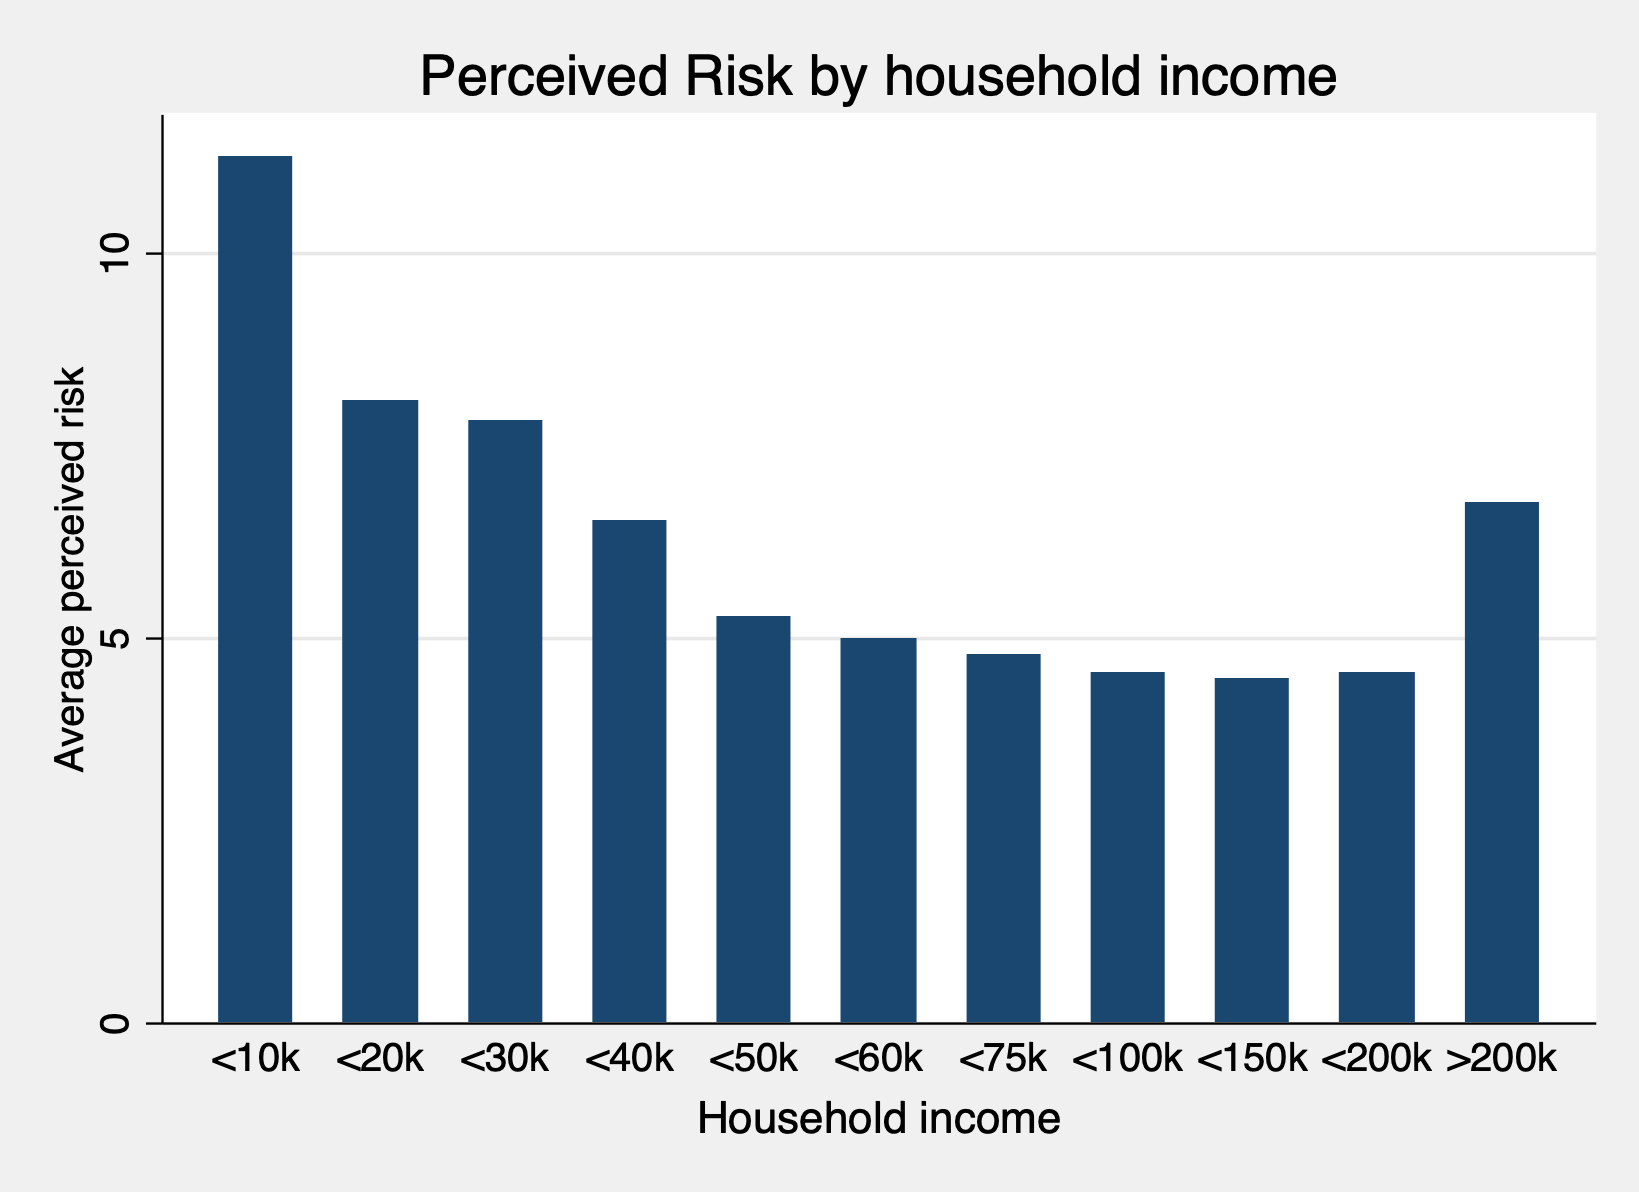 Perceived Risk by household income
Average perceived risk
10
5
0
<10k <20k <30k <40k <50k <60k <75k <100k <150k <200k >200k
Household income